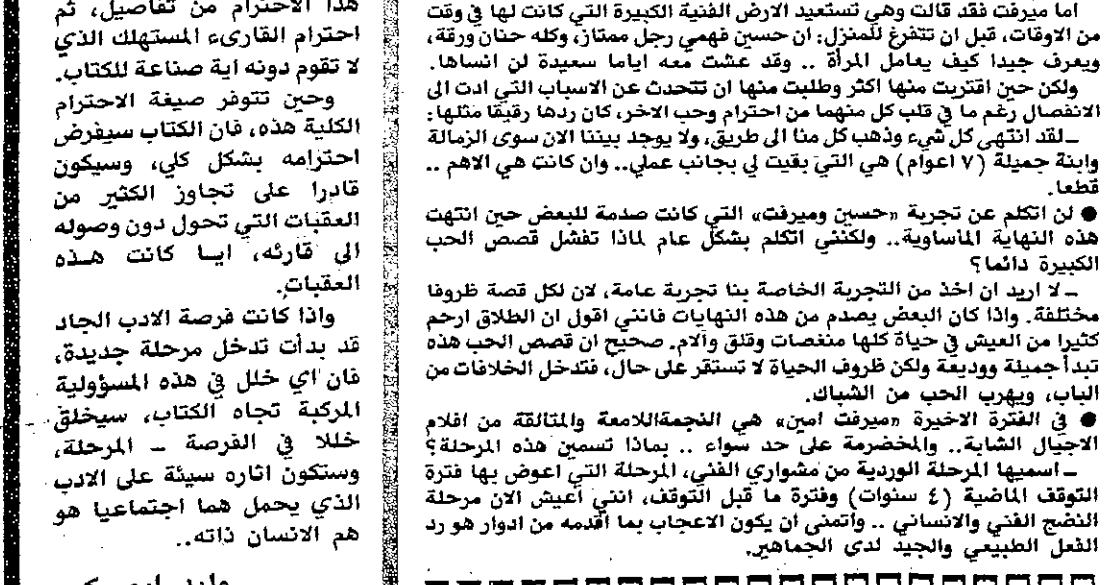 اما ميرفت فقد قالت وهي تستعيد الارض الفنية الكبيرة التي كانت لها في وقت
من الاوقات، قبل ان تتفرغ للمنزل: ان حسين فهمي رجل ممتاز، وكله حنان ورقة،
ويعرف جيدا كيف يعامل المرأة .. وقد عشت معه اياما سعيدة لن انساها.
ولكن حين اقتربت منها اكثر وطلبت منها ان تتحدث عن الاسباب التي ادت الى
الانفصال رغم ما في قلب كل منهما من احترام وحب الاخر، كان ردها رقيقا مثلها:
ـ لقد انتهى كل شيء وذهب كل منا الى طريق، ولا يوجد بيننا الان سوى الزمالة
وابنة جميلة (٧ اعوام) هي التي بقيت لي بجانب عملي.. وان كانت هي الاهم ..
قطعا.
● لن اتكلم عن تجربة «حسين وميرفت» التي كانت صدمة للبعض حين انتهت
هذه النهاية المأساوية.. ولكنني اتكلم بشكل عام لماذا تفشل قصص الحب
الكبيرة دائما؟
ـ لا اريد ان اخذ من التجربة الخاصة بنا تجربة عامة، لان لكل قصة ظروفا
مختلفة. واذا كان البعض يصدم من هذه النهايات فانني اقول ان الطلاق ارحم
كثيرا من العيش في حياة كلها منغصات وقلق وآلام. صحيح ان قصص الحب هذه
تبدأ جميلة ووديعة ولكن ظروف الحياة لا تستقر على حال، فتدخل الخلافات من
الباب، ويهرب الحب من الشباك.
● في الفترة الاخيرة «ميرفت امين» هي النجمةاللامعة والمتالقة من افلام
الاجيال الشابة.. والمخضرمة على حد سواء .. بماذا تسمين هذه المرحلة؟
ـ اسميها المرحلة الوردية من مشواري الفني، المرحلة التي اعوض بها فترة
التوقف الماضية (٤ سنوات) وفترة ما قبل التوقف، انني اعيش الان مرحلة
النضج الفني والانساني .. واتمنى ان يكون الاعجاب بما اقدمه من ادوار هو رد
الفعل الطبيعي والجيد لدى الجماهير.
هذا الاحترام من تفاصيل، ثم
احترام القارىء المستهلك الذي
لا تقوم دونه اية صناعة للكتاب.
وحين تتوفر صيغة الاحترام
الكلية هذه، فان الكتاب سيفرض
احترامه بشكل كلي، وسيكون
قادرا على تجاوز الكثير من
العقبات التي تحول دون وصوله
الى قارئه، ايا كانت هذه
العقبات.
واذا كانت فرصة الادب الجاد
قد بدأت تدخل مرحلة جديدة،
فان اي خلل في هذه المسؤولية
المركبة تجاه الكتاب، سيخلق
خللا في الفرصة ـ المرحلة،
وستكون اثاره سيئة على الادب
الذي يحمل هما اجتماعيا هو
هم الانسان ذاته..